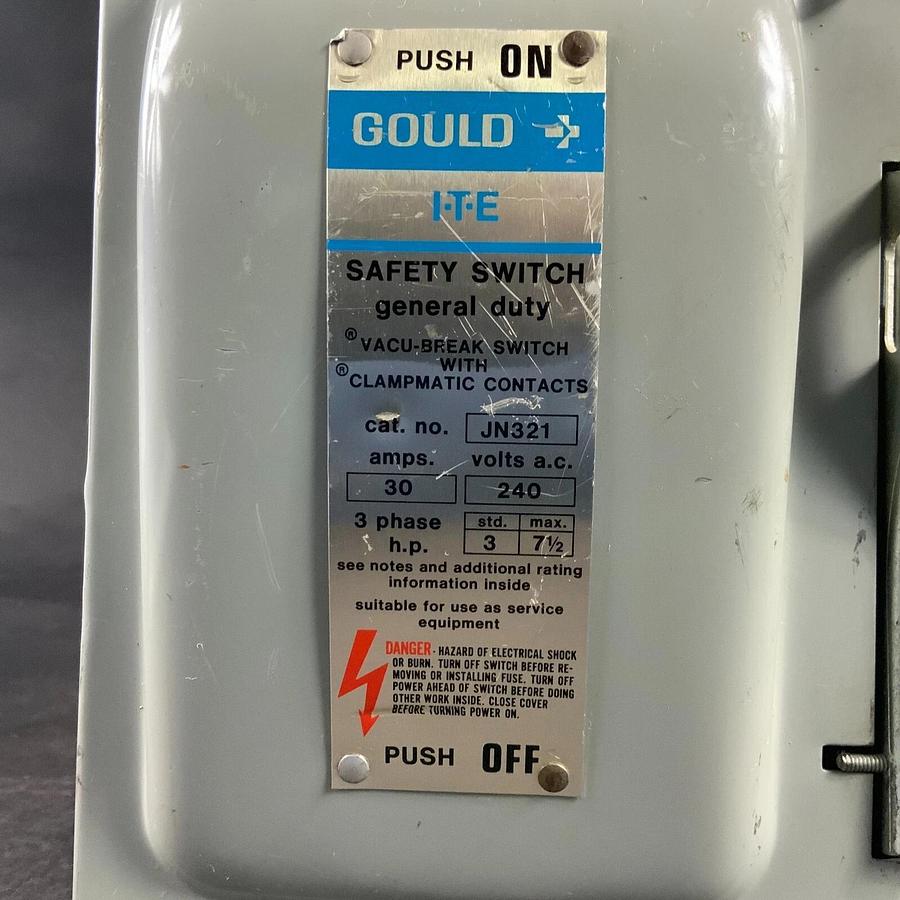 PUSH ON
GOULD
I·T·E
SAFETY SWITCH
general duty
® VACU-BREAK SWITCH
WITH
® CLAMPMATIC CONTACTS
cat. no. JN321
amps. volts a.c.
30 240
3 phase std. max.
h.p. 3 7½
see notes and additional rating
information inside
suitable for use as service
equipment
DANGER - HAZARD OF ELECTRICAL SHOCK
OR BURN. TURN OFF SWITCH BEFORE RE-
MOVING OR INSTALLING FUSE. TURN OFF
POWER AHEAD OF SWITCH BEFORE DOING
OTHER WORK INSIDE. CLOSE COVER
BEFORE TURNING POWER ON.
PUSH OFF